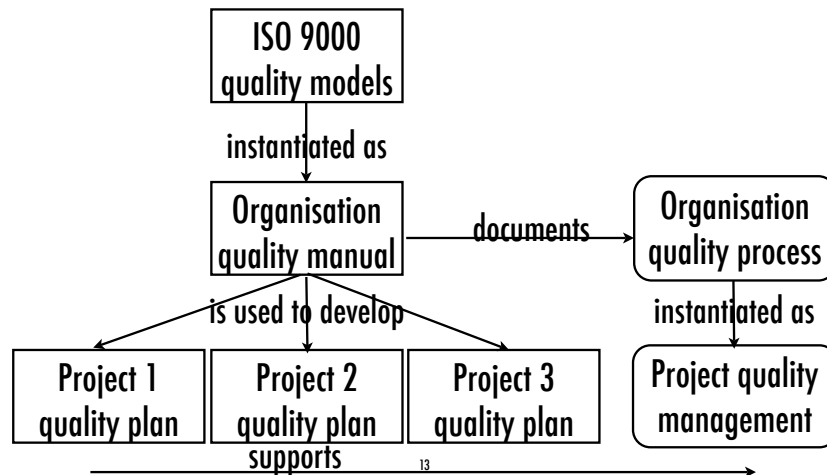 ISO 9000
quality models
instantiated as
Organisation
quality manual
documents
Organisation
quality process
is used to develop
instantiated as
Project 1
quality plan
Project 2
quality plan
Project 3
quality plan
Project quality
management
supports
13